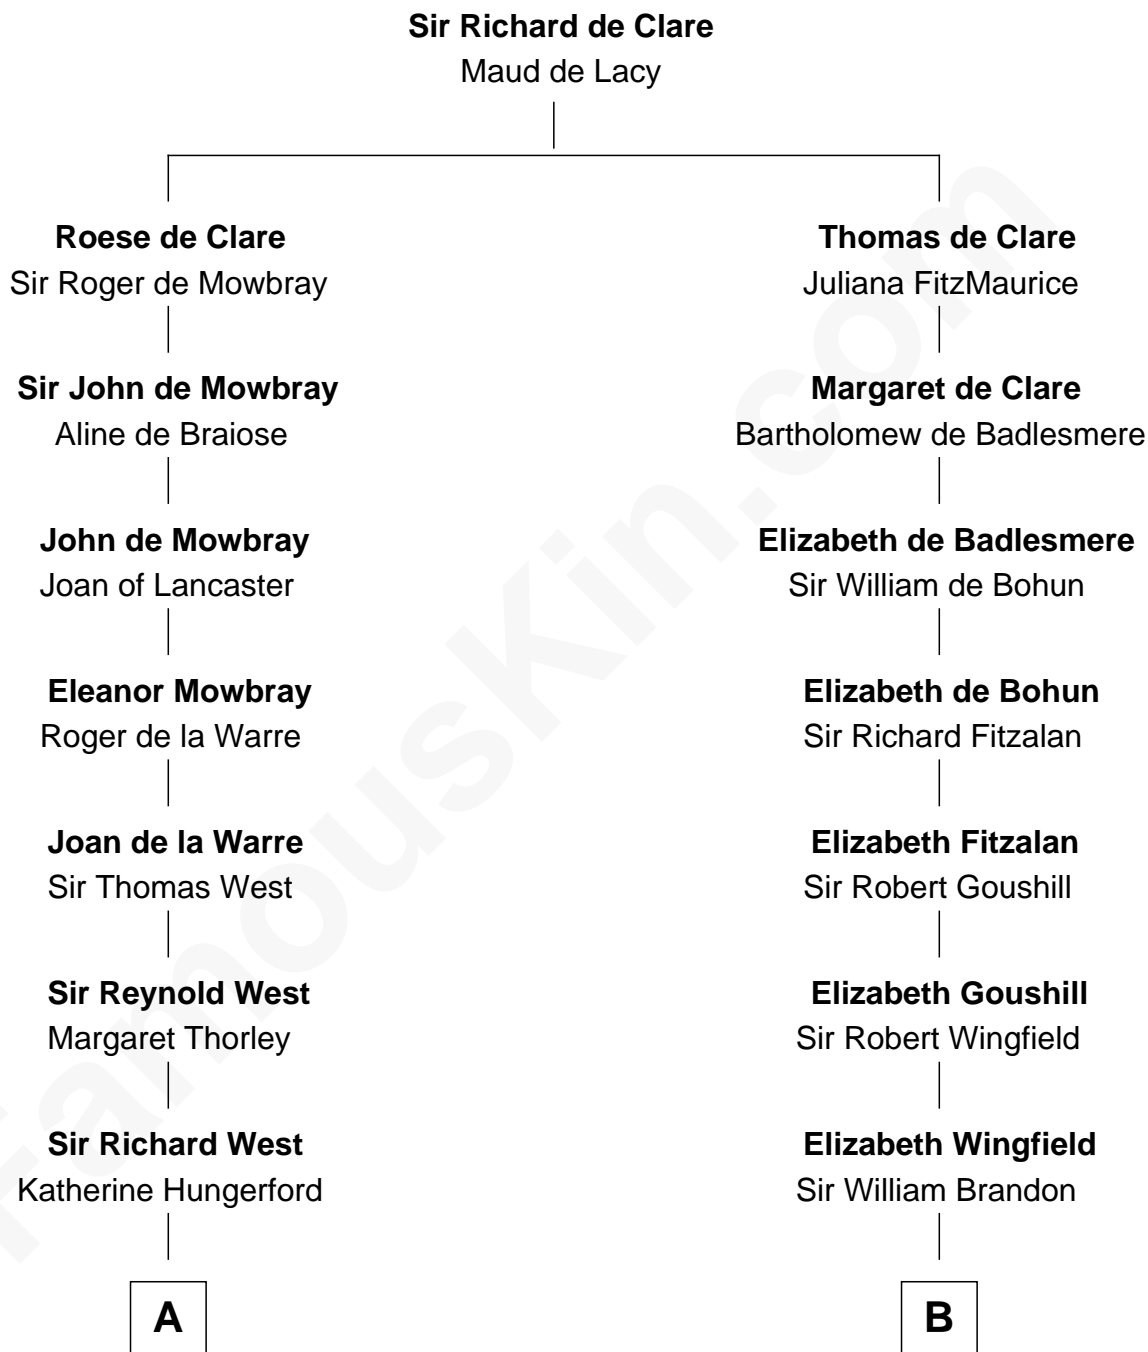 Sir Richard de Clare
Maud de Lacy
Roese de Clare
Sir Roger de Mowbray
Thomas de Clare
Juliana FitzMaurice
Sir John de Mowbray
Aline de Braiose
Margaret de Clare
Bartholomew de Badlesmere
John de Mowbray
Joan of Lancaster
Elizabeth de Badlesmere
Sir William de Bohun
Eleanor Mowbray
Roger de la Warre
Elizabeth de Bohun
Sir Richard Fitzalan
Joan de la Warre
Sir Thomas West
Elizabeth Fitzalan
Sir Robert Goushill
Sir Reynold West
Margaret Thorley
Elizabeth Goushill
Sir Robert Wingfield
Sir Richard West
Katherine Hungerford
Elizabeth Wingfield
Sir William Brandon
A
B
FamousKin.com